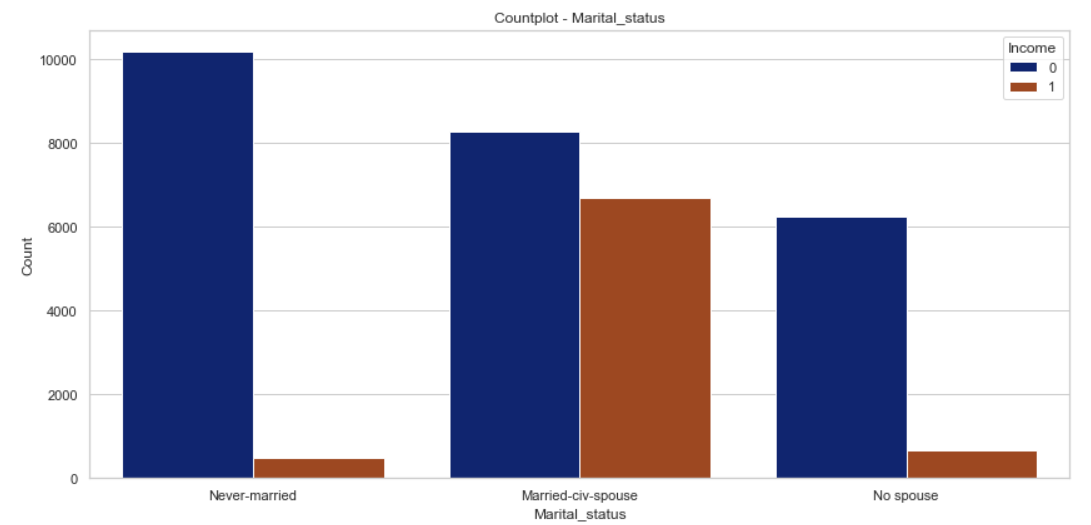 Countplot - Marital_status
Income
0
1
10000
8000
6000
4000
2000
0
Count
Never-married
Married-civ-spouse
No spouse
Marital_status